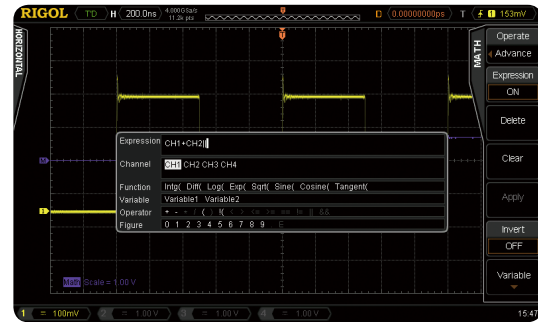 RIGOL T'D H 200.0ns 4.000GSa/s 11.2k pts D 0.00000000ps T 1 153mV
HORIZONTAL
MATH
Operate
Advance
Expression
ON
Delete
Clear
Apply
Invert
OFF
Variable
Expression CH1+CH2||
Channel CH1 CH2 CH3 CH4
Function Intg( Diff( Log( Exp( Sqrt( Sine( Cosine( Tangent(
Variable Variable1 Variable2
Operator + - * / ( ) !( < > <= >= == != || &&
Figure 0 1 2 3 4 5 6 7 8 9 . E
M
1
Math Scale = 1.00 V
1 = 100mV 2 = 1.00 V 3 = 1.00 V 4 = 1.00 V 15:47